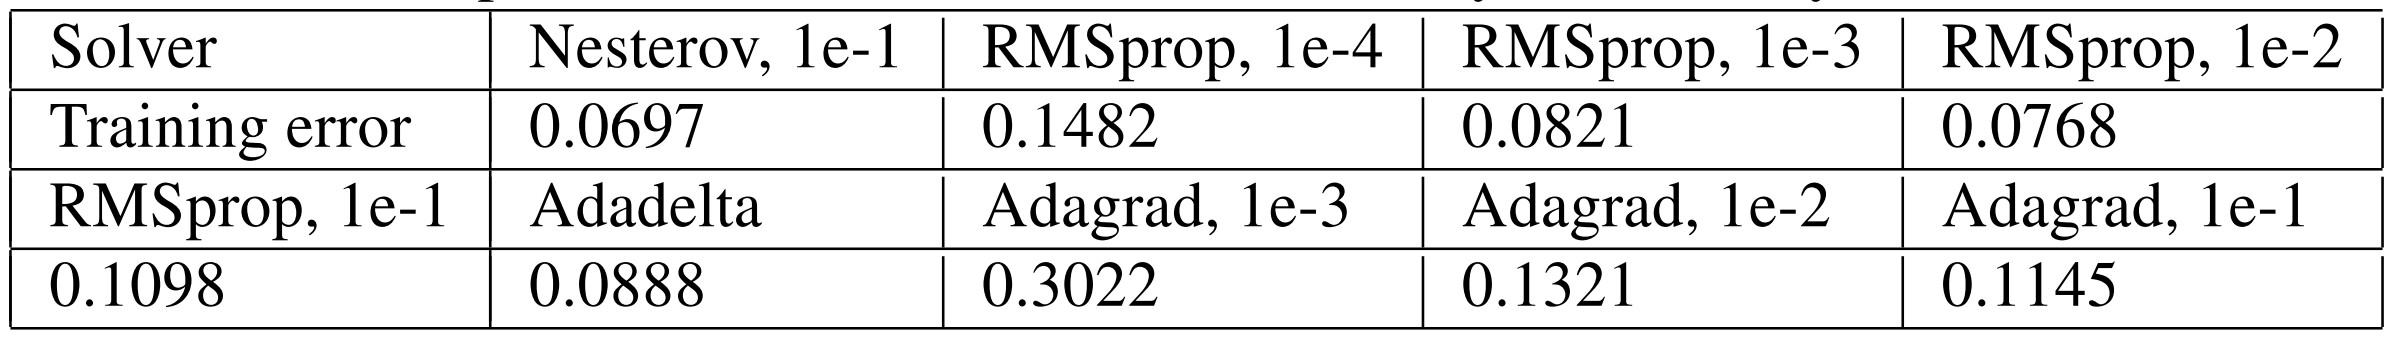 Solver Nesterov, 1e-1 RMSprop, 1e-4 RMSprop, 1e-3 RMSprop, 1e-2
Training error 0.0697 0.1482 0.0821 0.0768
RMSprop, 1e-1 Adadelta Adagrad, 1e-3 Adagrad, 1e-2 Adagrad, 1e-1
0.1098 0.0888 0.3022 0.1321 0.1145